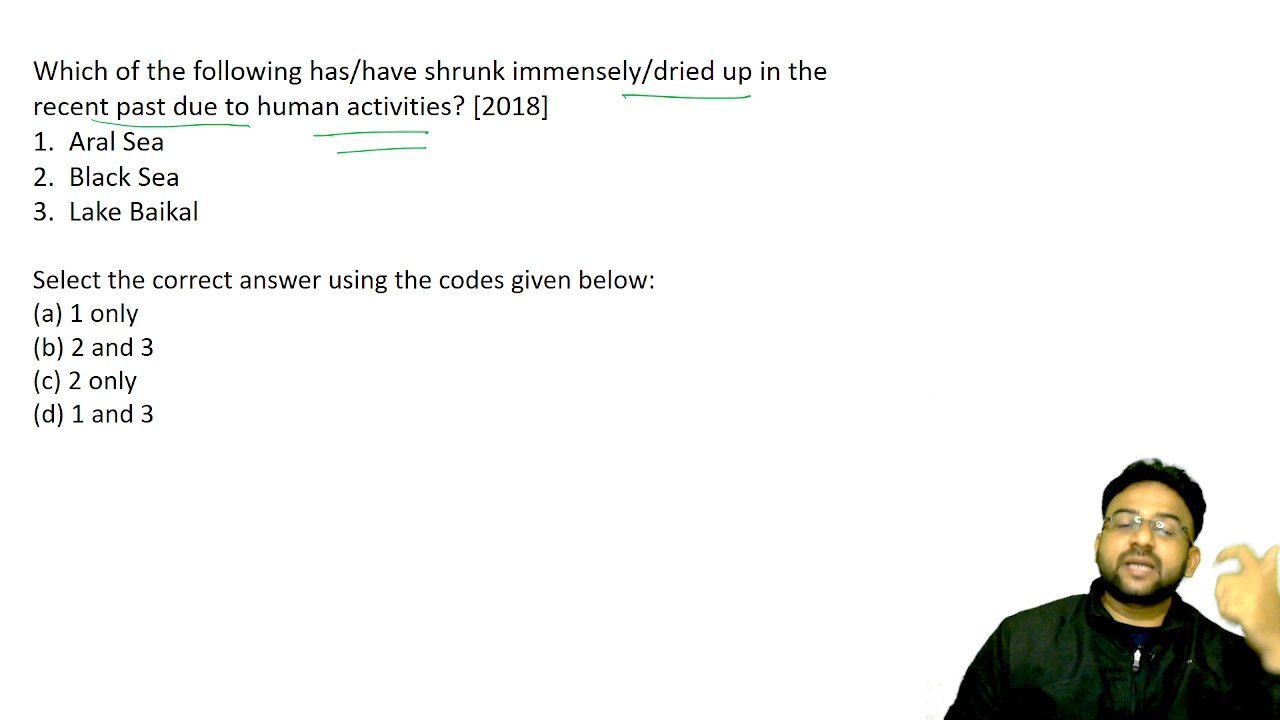 Which of the following has/have shrunk immensely/dried up in the
recent past due to human activities? [2018]
1. Aral Sea
2. Black Sea
3. Lake Baikal
Select the correct answer using the codes given below:
(a) 1 only
(b) 2 and 3
(c) 2 only
(d) 1 and 3